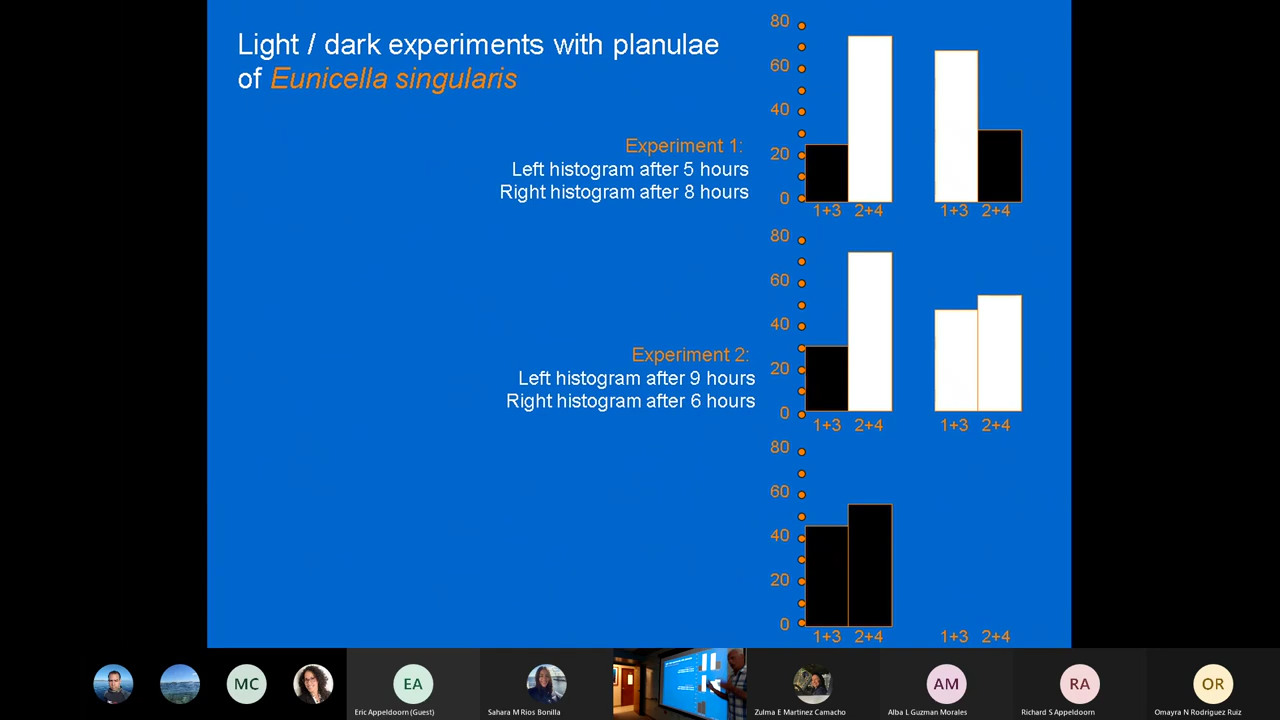 Light / dark experiments with planulae
of Eunicella singularis
Experiment 1:
Left histogram after 5 hours
Right histogram after 8 hours
80
60
40
20
0
1+3 2+4 1+3 2+4
Experiment 2:
Left histogram after 9 hours
Right histogram after 6 hours
80
60
40
20
0
1+3 2+4 1+3 2+4
80
60
40
20
0
1+3 2+4 1+3 2+4
MC
EA
AM
RA
OR
Eric Appeldoorn (Guest)
Sahara M Rios Bonilla
Zulma E Martinez Camacho
Alba L Guzman Morales
Richard S Appeldoorn
Omayra N Rodriguez Ruiz